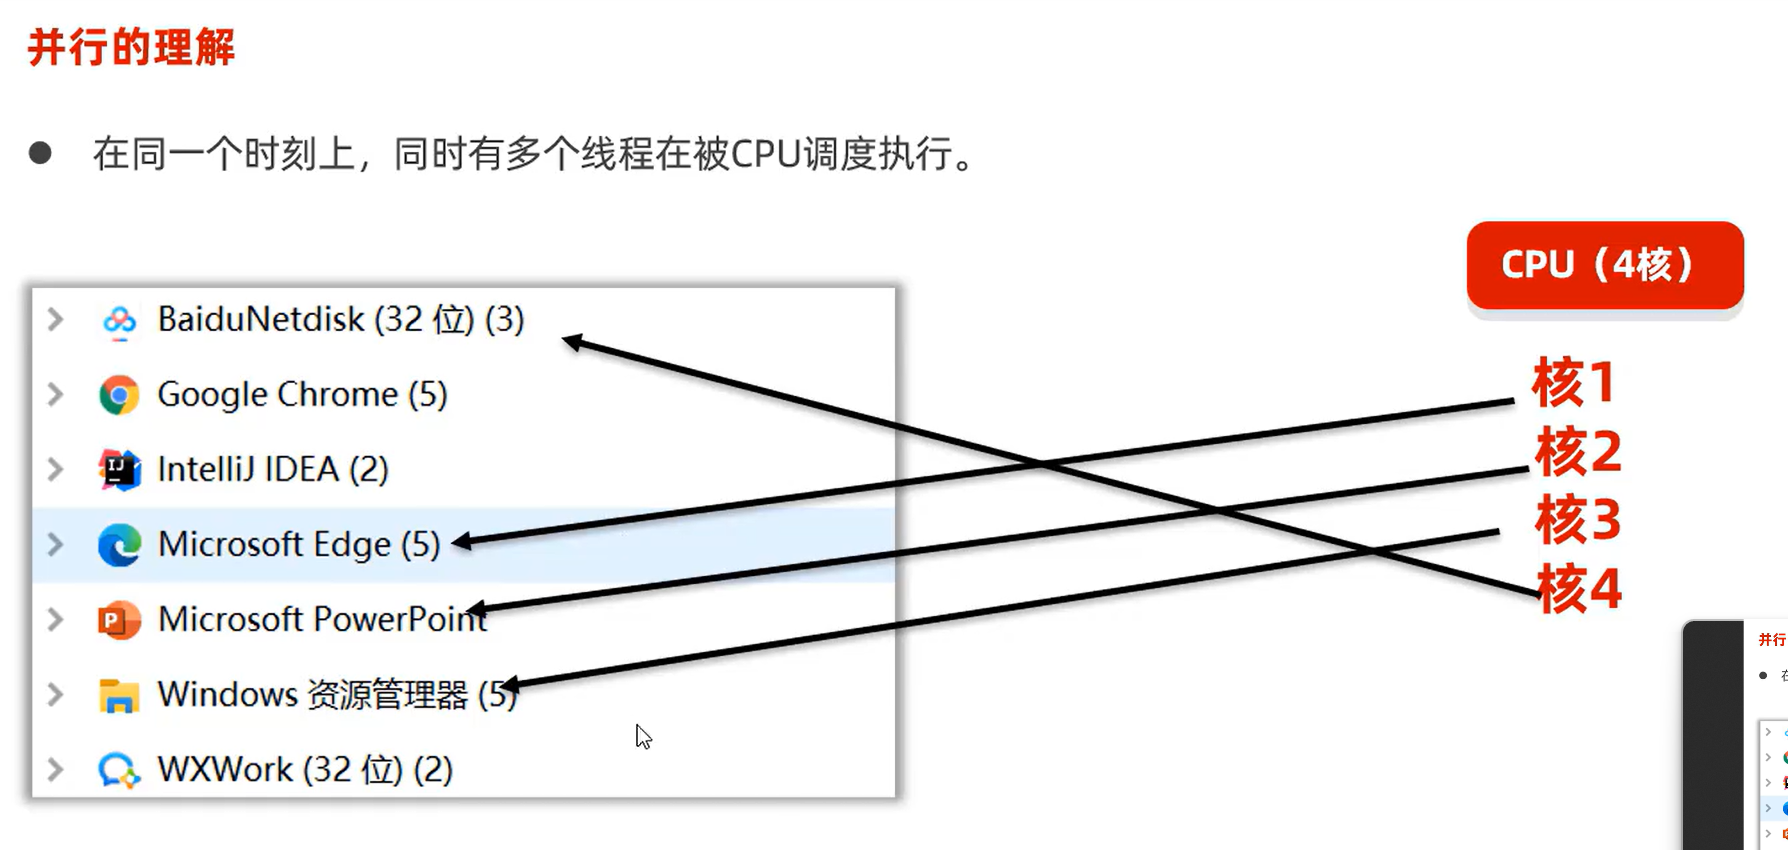 并行的理解
在同一个时刻上，同时有多个线程在被CPU调度执行。
CPU（4核）
BaiduNetdisk (32 位) (3)
Google Chrome (5)
IntelliJ IDEA (2)
Microsoft Edge (5)
Microsoft PowerPoint
Windows 资源管理器 (5)
WXWork (32 位) (2)
核1
核2
核3
核4
并行